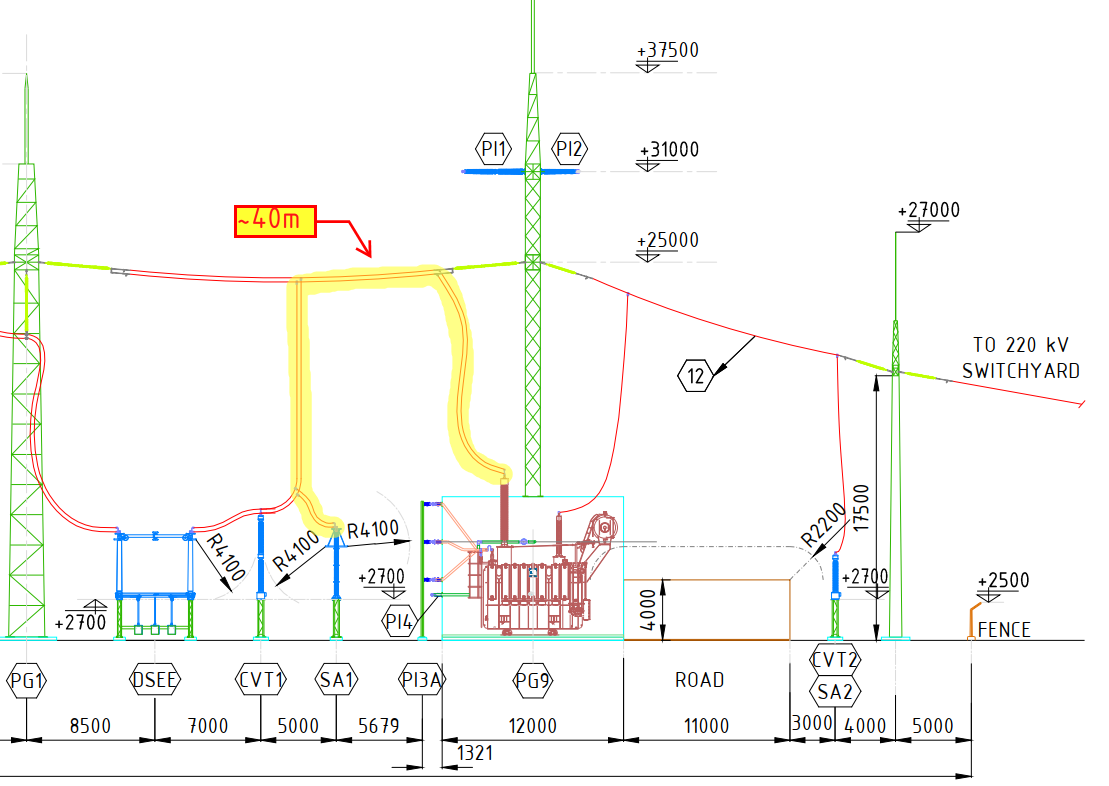 +37500
PI1
PI2
+31000
~40m
+27000
+25000
TO 220 kV
SWITCHYARD
12
17500
R2200
R4100
R4100
R4100
+2700
+2700
+2700
+2500
4000
PI4
FENCE
PG1
DSEE
CVT1
SA1
PI3A
PG9
ROAD
CVT2
SA2
8500
7000
5000
5679
12000
11000
3000
4000
5000
1321